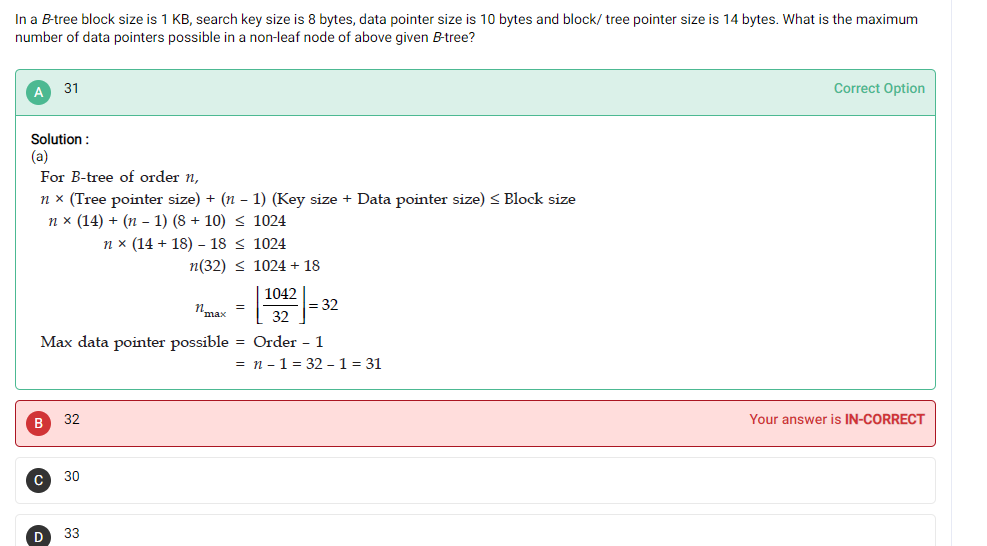 In a B-tree block size is 1 KB, search key size is 8 bytes, data pointer size is 10 bytes and block/ tree pointer size is 14 bytes. What is the maximum
number of data pointers possible in a non-leaf node of above given B-tree?
A 31 Correct Option
Solution :
(a)
For B-tree of order n,
n × (Tree pointer size) + (n – 1) (Key size + Data pointer size) ≤ Block size
n × (14) + (n – 1) (8 + 10) ≤ 1024
n × (14 + 18) – 18 ≤ 1024
n(32) ≤ 1024 + 18
n_max = ⌊1042/32⌋ = 32
Max data pointer possible = Order – 1
= n – 1 = 32 – 1 = 31
B 32 Your answer is IN-CORRECT
C 30
D 33